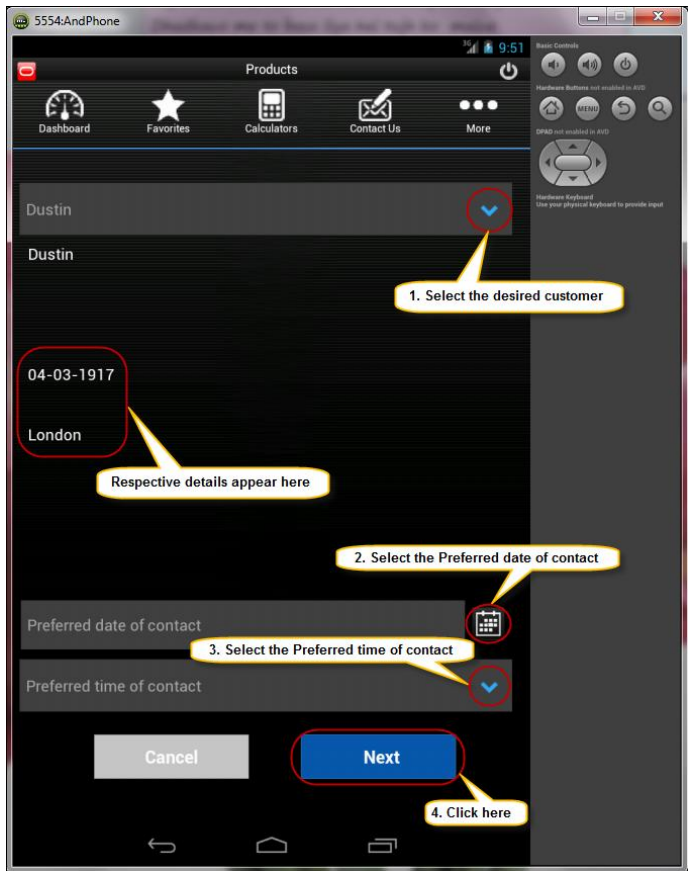 5554:AndPhone
3G 9:51
Products
Dashboard
Favorites
Calculators
Contact Us
More
Dustin
1. Select the desired customer
Dustin
04-03-1917
London
Respective details appear here
2. Select the Preferred date of contact
Preferred date of contact
3. Select the Preferred time of contact
Preferred time of contact
Cancel
Next
4. Click here
Basic Controls
Hardware Buttons not enabled in AVD
MENU
DPAD not enabled in AVD
Hardware Keyboard
Use your physical keyboard to provide input